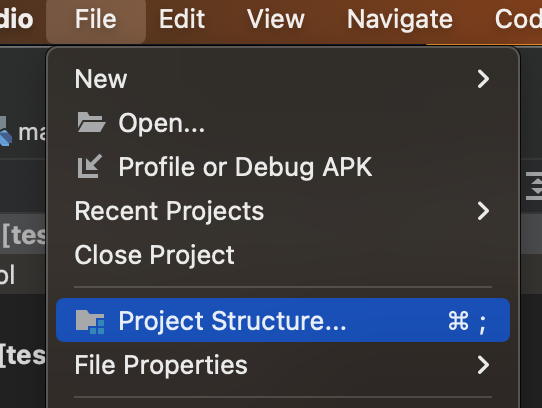 dio File Edit View Navigate Cod
New
Open...
ma
Profile or Debug APK
Recent Projects
[tes
Close Project
ol
Project Structure... ⌘ ;
[tes
File Properties